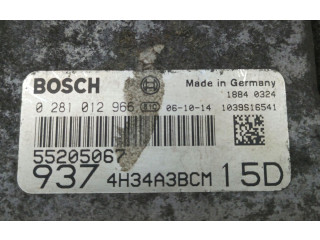 BOSCH
Made in Germany
1884 0324
0 281 012 966
06-10-14
1039S16541
55205067
937 4H34A3BCM 15D